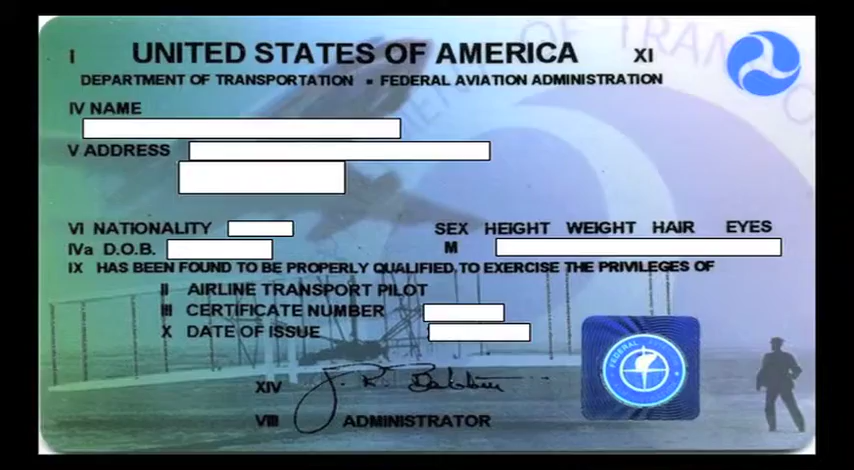 I UNITED STATES OF AMERICA XI
DEPARTMENT OF TRANSPORTATION - FEDERAL AVIATION ADMINISTRATION
IV NAME
V ADDRESS
VI NATIONALITY SEX HEIGHT WEIGHT HAIR EYES
IVa D.O.B. M
IX HAS BEEN FOUND TO BE PROPERLY QUALIFIED TO EXERCISE THE PRIVILEGES OF
II AIRLINE TRANSPORT PILOT
III CERTIFICATE NUMBER
X DATE OF ISSUE
FEDERAL
XIV
VIII ADMINISTRATOR